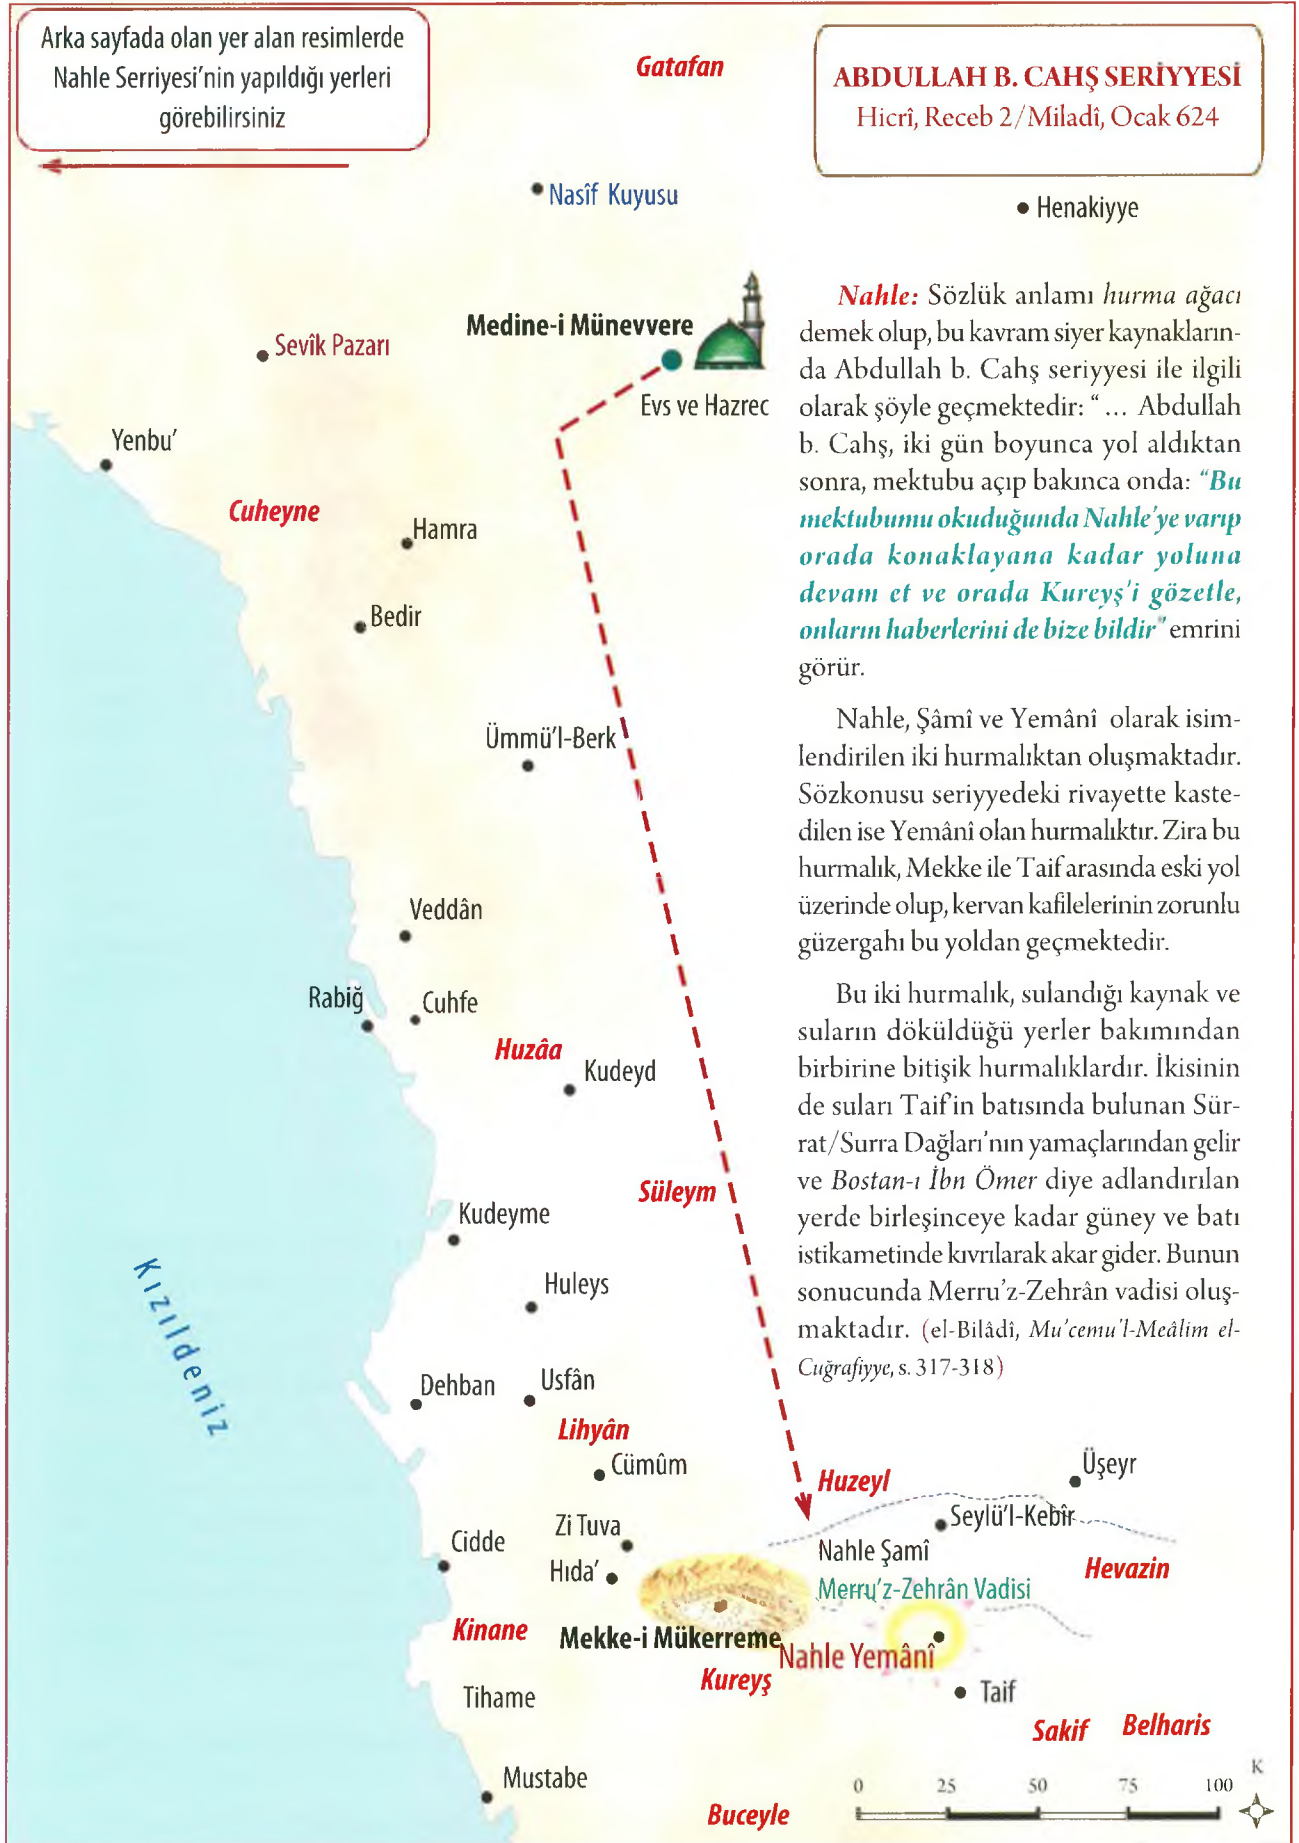 Arka sayfada olan yer alan resimlerde
Nahle Serriyesi'nin yapıldığı yerleri
görebilirsiniz
Gatafan
ABDULLAH B. CAHŞ SERİYYESİ
Hicrî, Receb 2/Miladî, Ocak 624
Nasîf Kuyusu
Henakiyye
Medine-i Münevvere
Sevîk Pazarı
Evs ve Hazrec
Yenbu'
Cuheyne
Hamra
Bedir
Ümmü'l-Berk
Veddân
Rabiğ
Cuhfe
Huzâa
Kudeyd
Süleym
Kudeyme
Huleys
Kızıldeniz
Dehban
Usfân
Lihyân
Cümûm
Nahle: Sözlük anlamı hurma ağacı
demek olup, bu kavram siyer kaynakların-
da Abdullah b. Cahş seriyyesi ile ilgili
olarak şöyle geçmektedir: “... Abdullah
b. Cahş, iki gün boyunca yol aldıktan
sonra, mektubu açıp bakınca onda: “Bu
mektubumu okuduğunda Nahle'ye varıp
orada konaklayana kadar yoluna
devam et ve orada Kureyş'i gözetle,
onların haberlerini de bize bildir” emrini
görür.
Nahle, Şâmî ve Yemânî olarak isim-
lendirilen iki hurmalıktan oluşmaktadır.
Sözkonusu seriyyedeki rivayette kaste-
dilen ise Yemânî olan hurmalıktır. Zira bu
hurmalık, Mekke ile Taif arasında eski yol
üzerinde olup, kervan kafilelerinin zorunlu
güzergahı bu yoldan geçmektedir.
Bu iki hurmalık, sulandığı kaynak ve
suların döküldüğü yerler bakımından
birbirine bitişik hurmalıklardır. İkisinin
de suları Taif'in batısında bulunan Sür-
rat/Surra Dağları'nın yamaçlarından gelir
ve Bostan-ı İbn Ömer diye adlandırılan
yerde birleşinceye kadar güney ve batı
istikametinde kıvrılarak akar gider. Bunun
sonucunda Merru'z-Zehrân vadisi oluş-
maktadır. (el-Bilâdî, Mu'cemu'l-Meâlim el-
Cuğrafiyye, s. 317-318)
Huzeyl
Üşeyr
Seylü'l-Kebîr
Zi Tuva
Cidde
Hıda'
Nahle Şamî
Hevazin
Merru'z-Zehrân Vadisi
Kinane
Mekke-i Mükerreme
Nahle Yemânî
Kureyş
Tihame
Taif
Sakif
Belharis
Mustabe
Buceyle
0 25 50 75 100
K